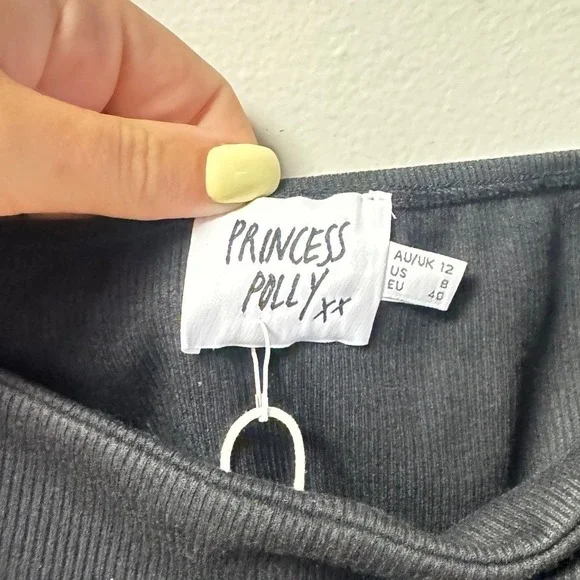 PRINCESS
POLLY xx
AU/UK 12
US 8
EU 40